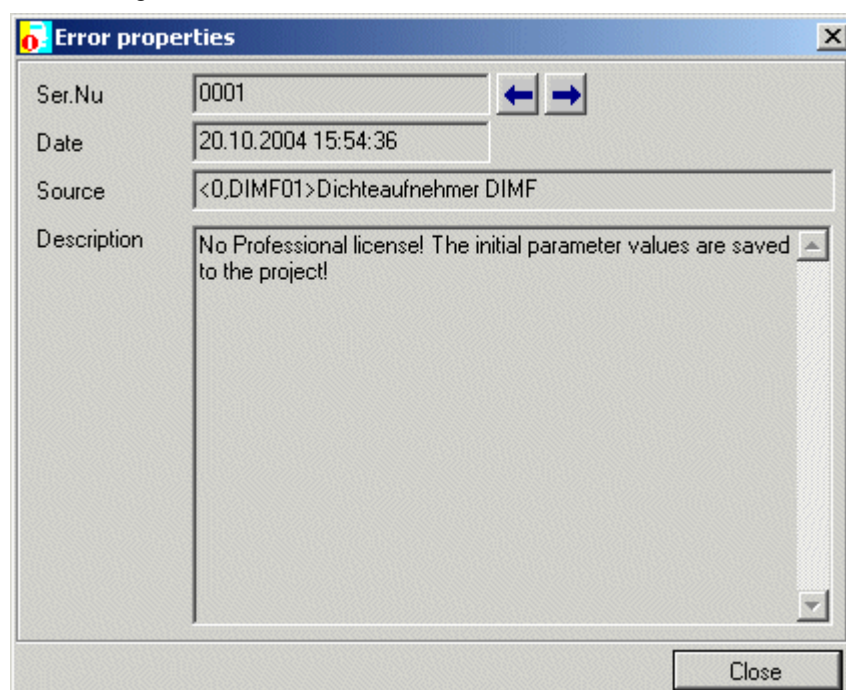 Error properties
Ser.Nu 0001
Date 20.10.2004 15:54:36
Source <0,DIMF01>Dichteaufnehmer DIMF
Description No Professional license! The initial parameter values are saved
to the project!
Close